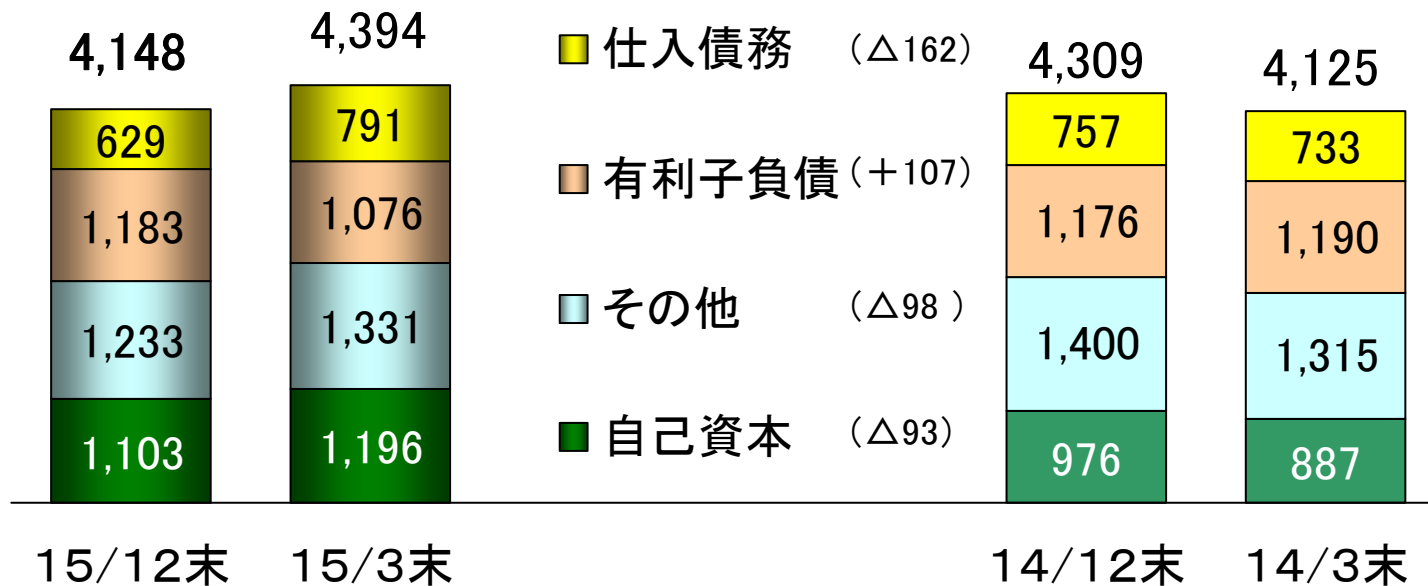 4,148
629
1,183
1,233
1,103
15/12末
4,394
791
1,076
1,331
1,196
15/3末
仕入債務 (△162)
有利子負債 (+107)
その他 (△98 )
自己資本 (△93)
4,309
757
1,176
1,400
976
14/12末
4,125
733
1,190
1,315
887
14/3末